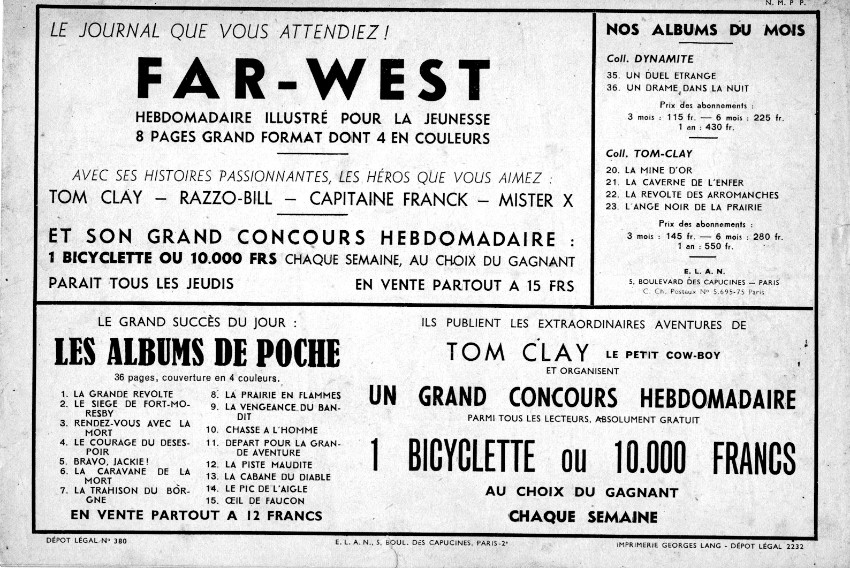 N. M. P. P.
LE JOURNAL QUE VOUS ATTENDIEZ !
FAR-WEST
HEBDOMADAIRE ILLUSTRÉ POUR LA JEUNESSE
8 PAGES GRAND FORMAT DONT 4 EN COULEURS
AVEC SES HISTOIRES PASSIONNANTES, LES HÉROS QUE VOUS AIMEZ :
TOM CLAY — RAZZO-BILL — CAPITAINE FRANCK — MISTER X
ET SON GRAND CONCOURS HEBDOMADAIRE :
1 BICYCLETTE OU 10.000 FRS CHAQUE SEMAINE, AU CHOIX DU GAGNANT
PARAIT TOUS LES JEUDIS EN VENTE PARTOUT A 15 FRS
NOS ALBUMS DU MOIS
Coll. DYNAMITE
35. UN DUEL ETRANGE
36. UN DRAME DANS LA NUIT
Prix des abonnements :
3 mois : 115 fr. — 6 mois : 225 fr.
1 an : 430 fr.
Coll. TOM-CLAY
20. LA MINE D'OR
21. LA CAVERNE DE L'ENFER
22. LA REVOLTE DES ARROMANCHES
23. L'ANGE NOIR DE LA PRAIRIE
Prix des abonnements :
3 mois : 145 fr. — 6 mois : 280 fr.
1 an : 550 fr.
E. L. A. N.
5, BOULEVARD DES CAPUCINES — PARIS
C. Ch. Postaux N° 5.695-75 Paris
LE GRAND SUCCÈS DU JOUR :
LES ALBUMS DE POCHE
36 pages, couverture en 4 couleurs.
1. LA GRANDE REVOLTE
2. LE SIEGE DE FORT-MO-
RESBY
3. RENDEZ-VOUS AVEC LA
MORT
4. LE COURAGE DU DESES-
POIR
5. BRAVO, JACKIE !
6. LA CARAVANE DE LA
MORT
7. LA TRAHISON DU BOR-
GNE
8. LA PRAIRIE EN FLAMMES
9. LA VENGEANCE DU BAN-
DIT
10. CHASSE A L'HOMME
11. DEPART POUR LA GRAN-
DE AVENTURE
12. LA PISTE MAUDITE
13. LA CABANE DU DIABLE
14. LE PIC DE L'AIGLE
15. ŒIL DE FAUCON
EN VENTE PARTOUT A 12 FRANCS
ILS PUBLIENT LES EXTRAORDINAIRES AVENTURES DE
TOM CLAY LE PETIT COW-BOY
ET ORGANISENT
UN GRAND CONCOURS HEBDOMADAIRE
PARMI TOUS LES LECTEURS, ABSOLUMENT GRATUIT
1 BICYCLETTE OU 10.000 FRANCS
AU CHOIX DU GAGNANT
CHAQUE SEMAINE
DÉPOT LÉGAL N° 380
E. L. A. N., 5, BOUL. DES CAPUCINES, PARIS-2e
IMPRIMERIE GEORGES LANG - DÉPOT LÉGAL 2232